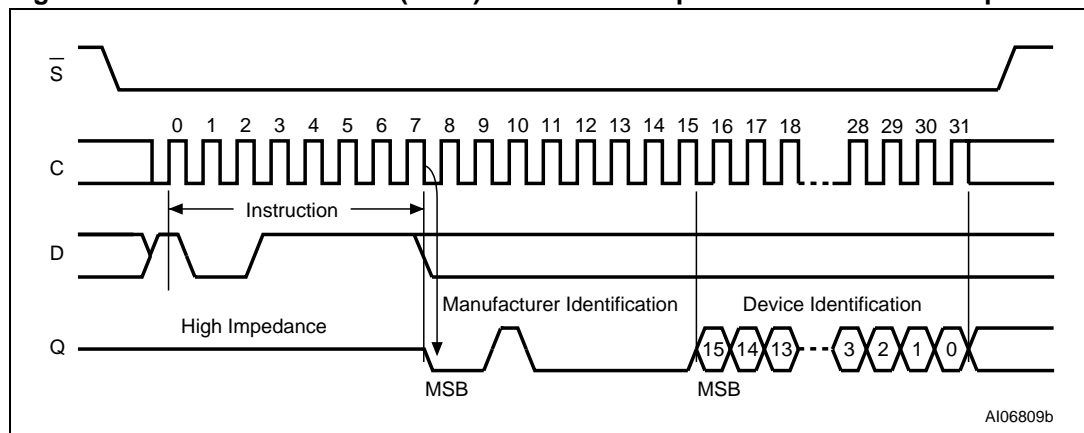 S
0 1 2 3 4 5 6 7 8 9 10 11 12 13 14 15 16 17 18 28 29 30 31
C
Instruction
D
Manufacturer Identification Device Identification
High Impedance
Q
15 14 13 3 2 1 0
MSB MSB
AI06809b